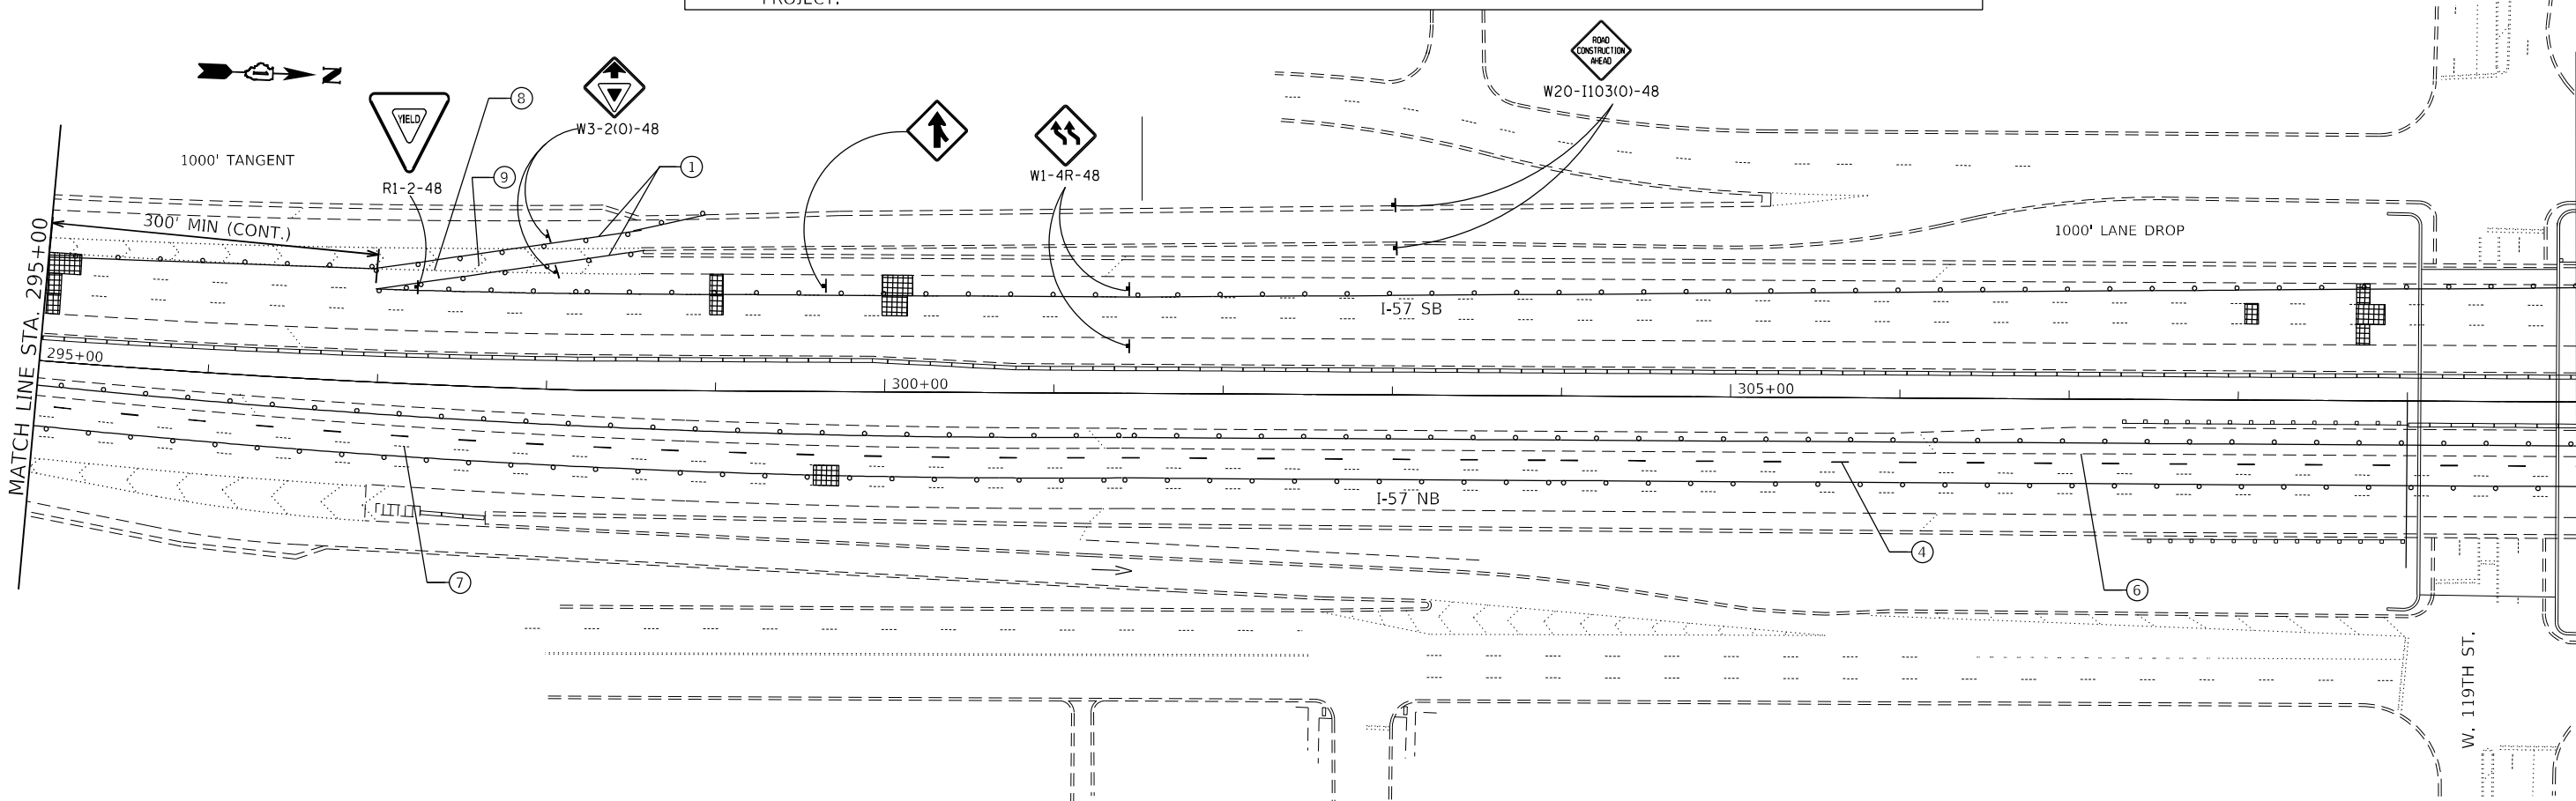 PROJECT.
ROAD
CONSTRUCTION
AHEAD
W20-I103(O)-48
N
YIELD
R1-2-48
8
W3-2(O)-48
9
1
W1-4R-48
1000' TANGENT
300' MIN (CONT.)
1000' LANE DROP
MATCH LINE STA. 295+00
I-57 SB
295+00
300+00
305+00
I-57 NB
7
4
6
W. 119TH ST.